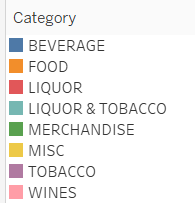 Category
BEVERAGE
FOOD
LIQUOR
LIQUOR & TOBACCO
MERCHANDISE
MISC
TOBACCO
WINES